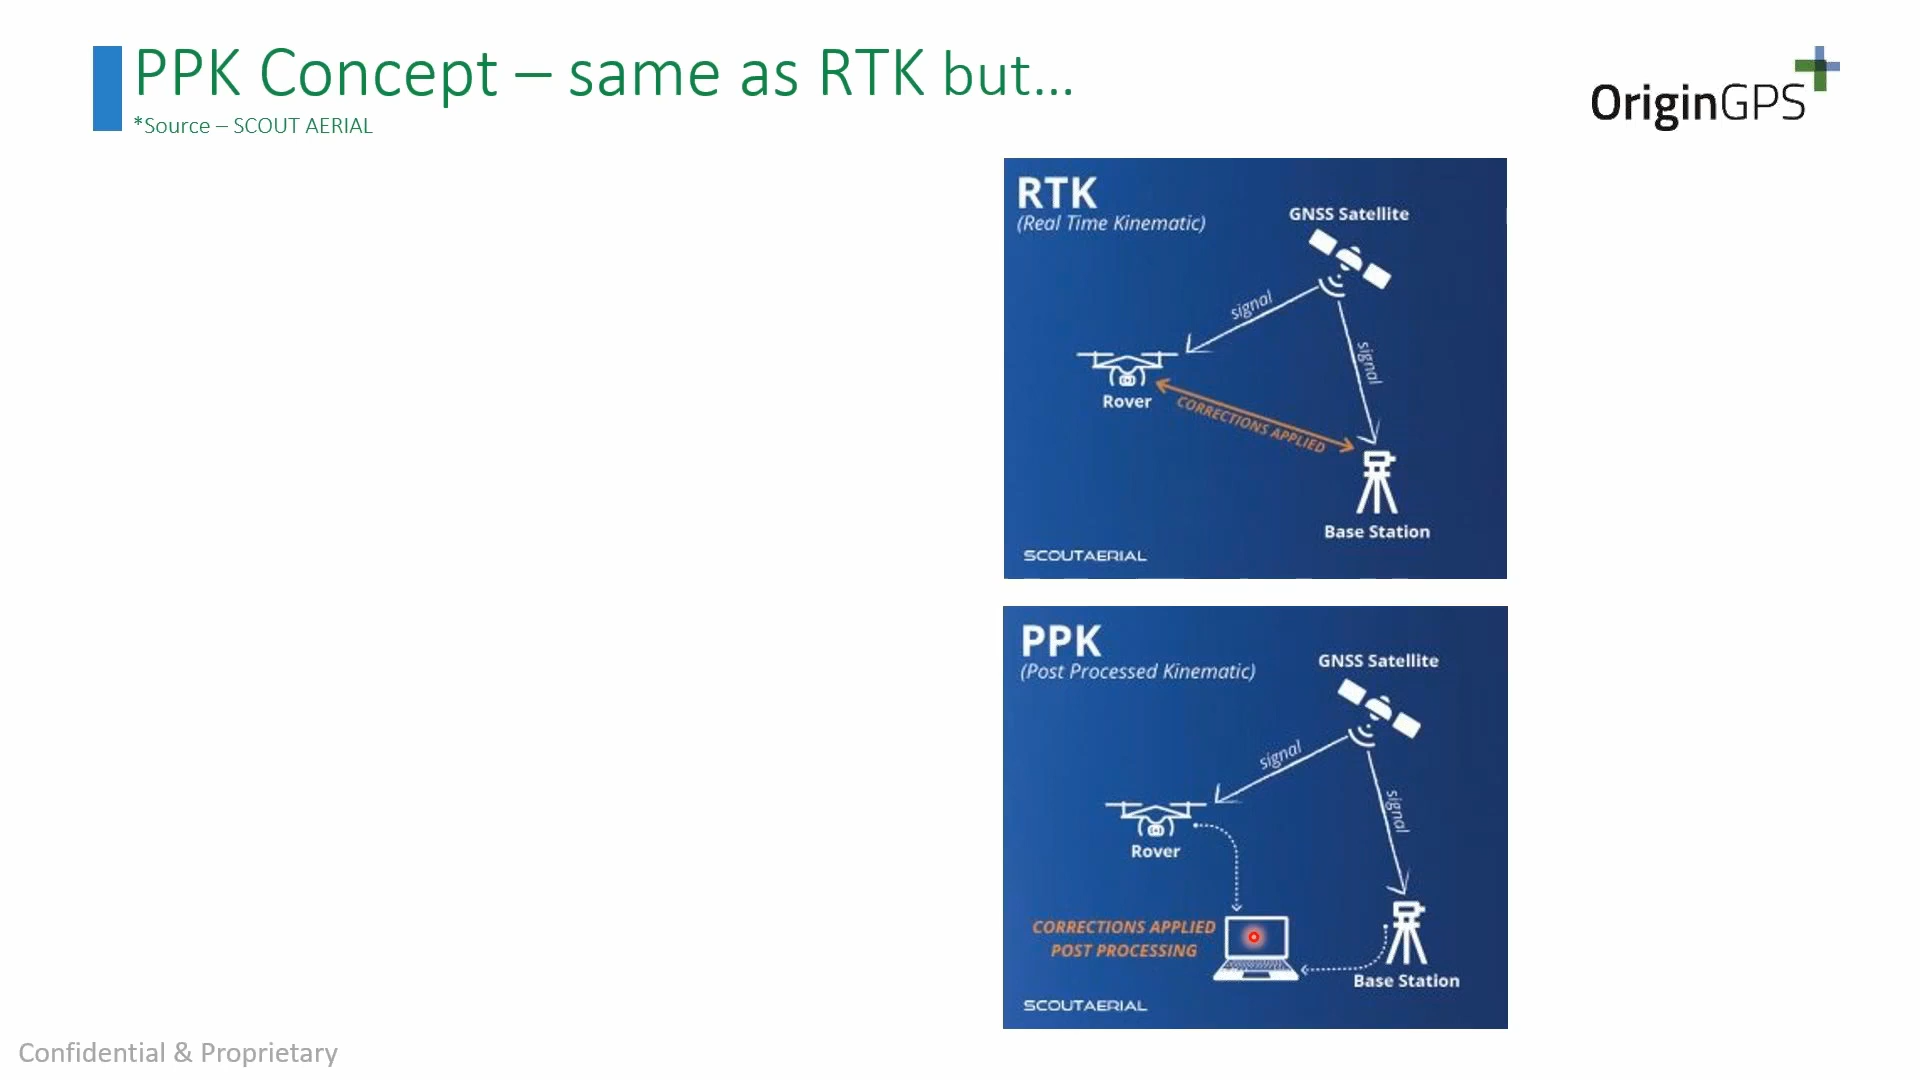 PPK Concept – same as RTK but...
*Source – SCOUT AERIAL
OriginGPS
RTK
(Real Time Kinematic)
GNSS Satellite
signal
signal
Rover
CORRECTIONS APPLIED
Base Station
SCOUTAERIAL
PPK
(Post Processed Kinematic)
GNSS Satellite
signal
signal
Rover
CORRECTIONS APPLIED
POST PROCESSING
Base Station
SCOUTAERIAL
Confidential & Proprietary